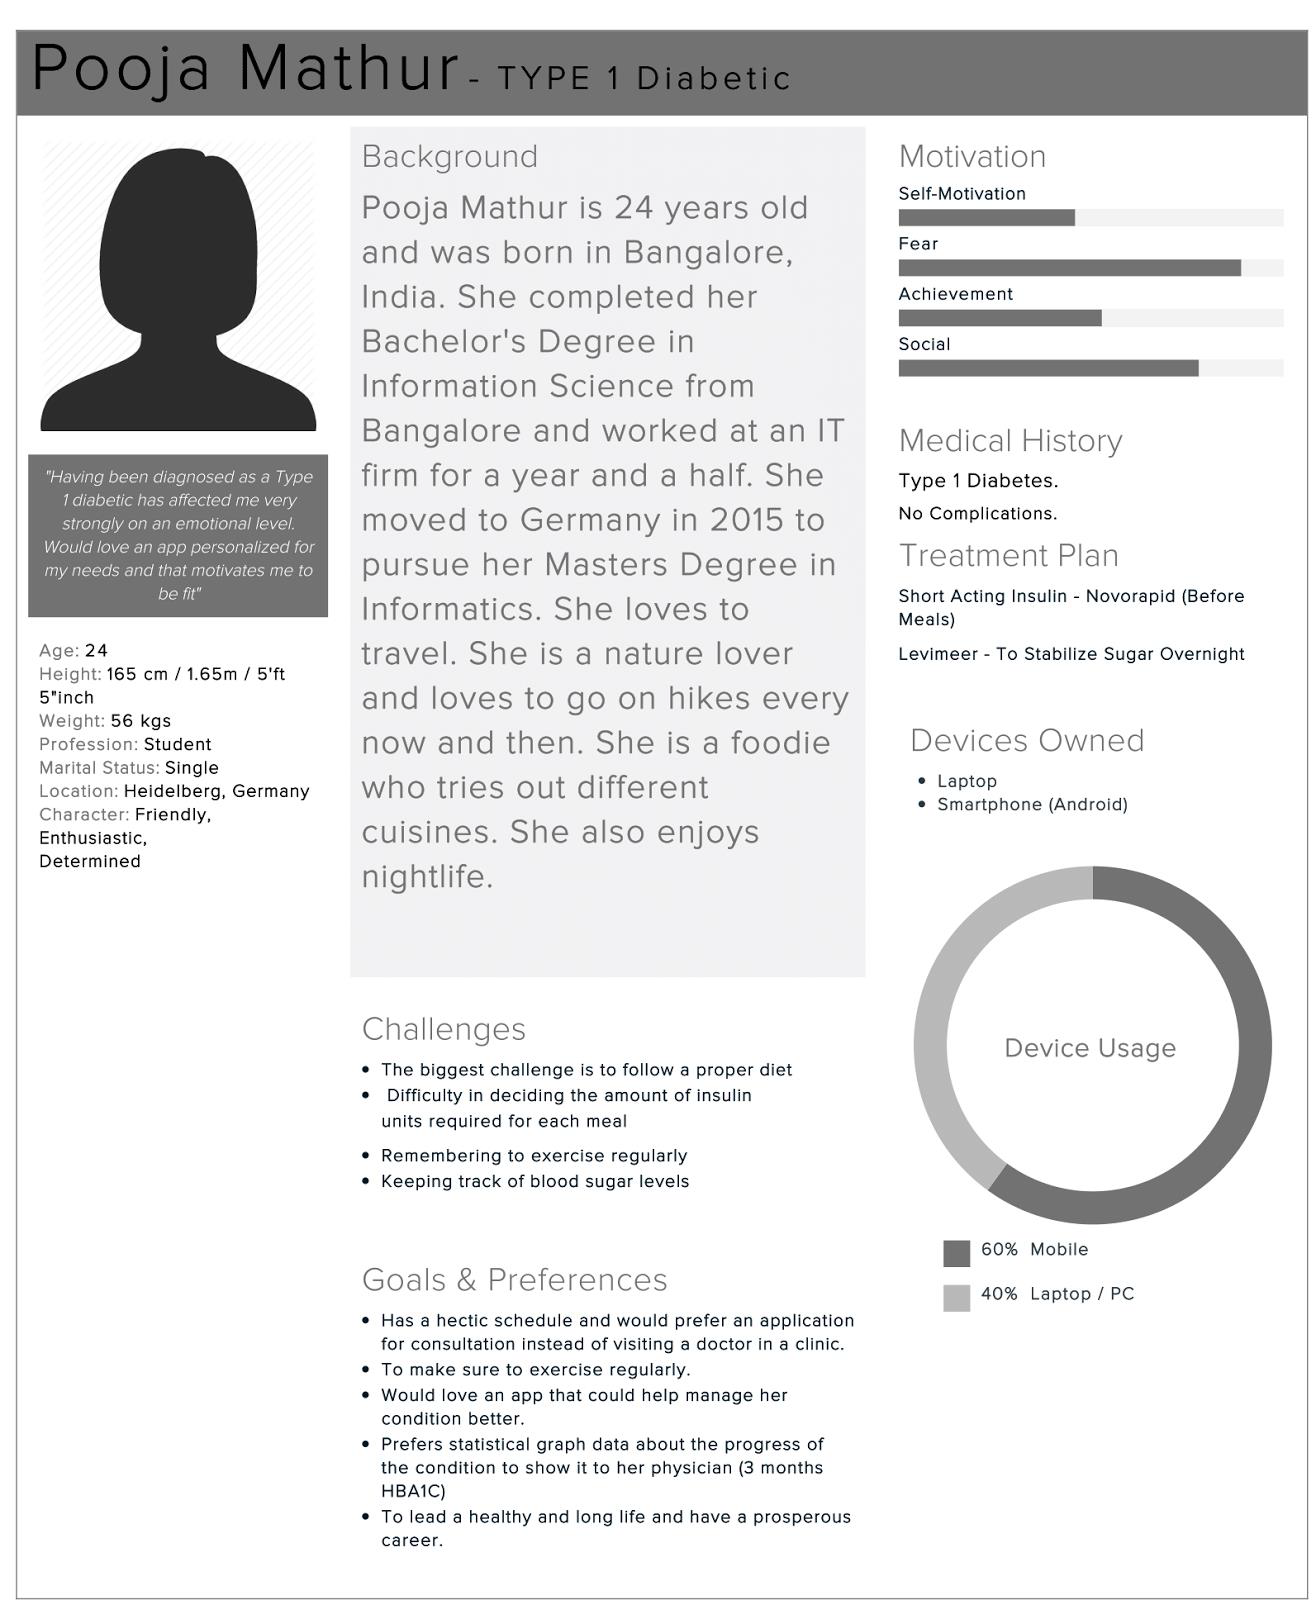 Pooja Mathur - TYPE 1 Diabetic
"Having been diagnosed as a Type
1 diabetic has affected me very
strongly on an emotional level.
Would love an app personalized for
my needs and that motivates me to
be fit"
Age: 24
Height: 165 cm / 1.65m / 5'ft
5"inch
Weight: 56 kgs
Profession: Student
Marital Status: Single
Location: Heidelberg, Germany
Character: Friendly,
Enthusiastic,
Determined
Background
Pooja Mathur is 24 years old
and was born in Bangalore,
India. She completed her
Bachelor's Degree in
Information Science from
Bangalore and worked at an IT
firm for a year and a half. She
moved to Germany in 2015 to
pursue her Masters Degree in
Informatics. She loves to
travel. She is a nature lover
and loves to go on hikes every
now and then. She is a foodie
who tries out different
cuisines. She also enjoys
nightlife.
Challenges
• The biggest challenge is to follow a proper diet
• Difficulty in deciding the amount of insulin
units required for each meal
• Remembering to exercise regularly
• Keeping track of blood sugar levels
Goals & Preferences
• Has a hectic schedule and would prefer an application
for consultation instead of visiting a doctor in a clinic.
• To make sure to exercise regularly.
• Would love an app that could help manage her
condition better.
• Prefers statistical graph data about the progress of
the condition to show it to her physician (3 months
HBA1C)
• To lead a healthy and long life and have a prosperous
career.
Motivation
Self-Motivation
Fear
Achievement
Social
Medical History
Type 1 Diabetes.
No Complications.
Treatment Plan
Short Acting Insulin - Novorapid (Before
Meals)
Levimeer - To Stabilize Sugar Overnight
Devices Owned
• Laptop
• Smartphone (Android)
Device Usage
60% Mobile
40% Laptop / PC